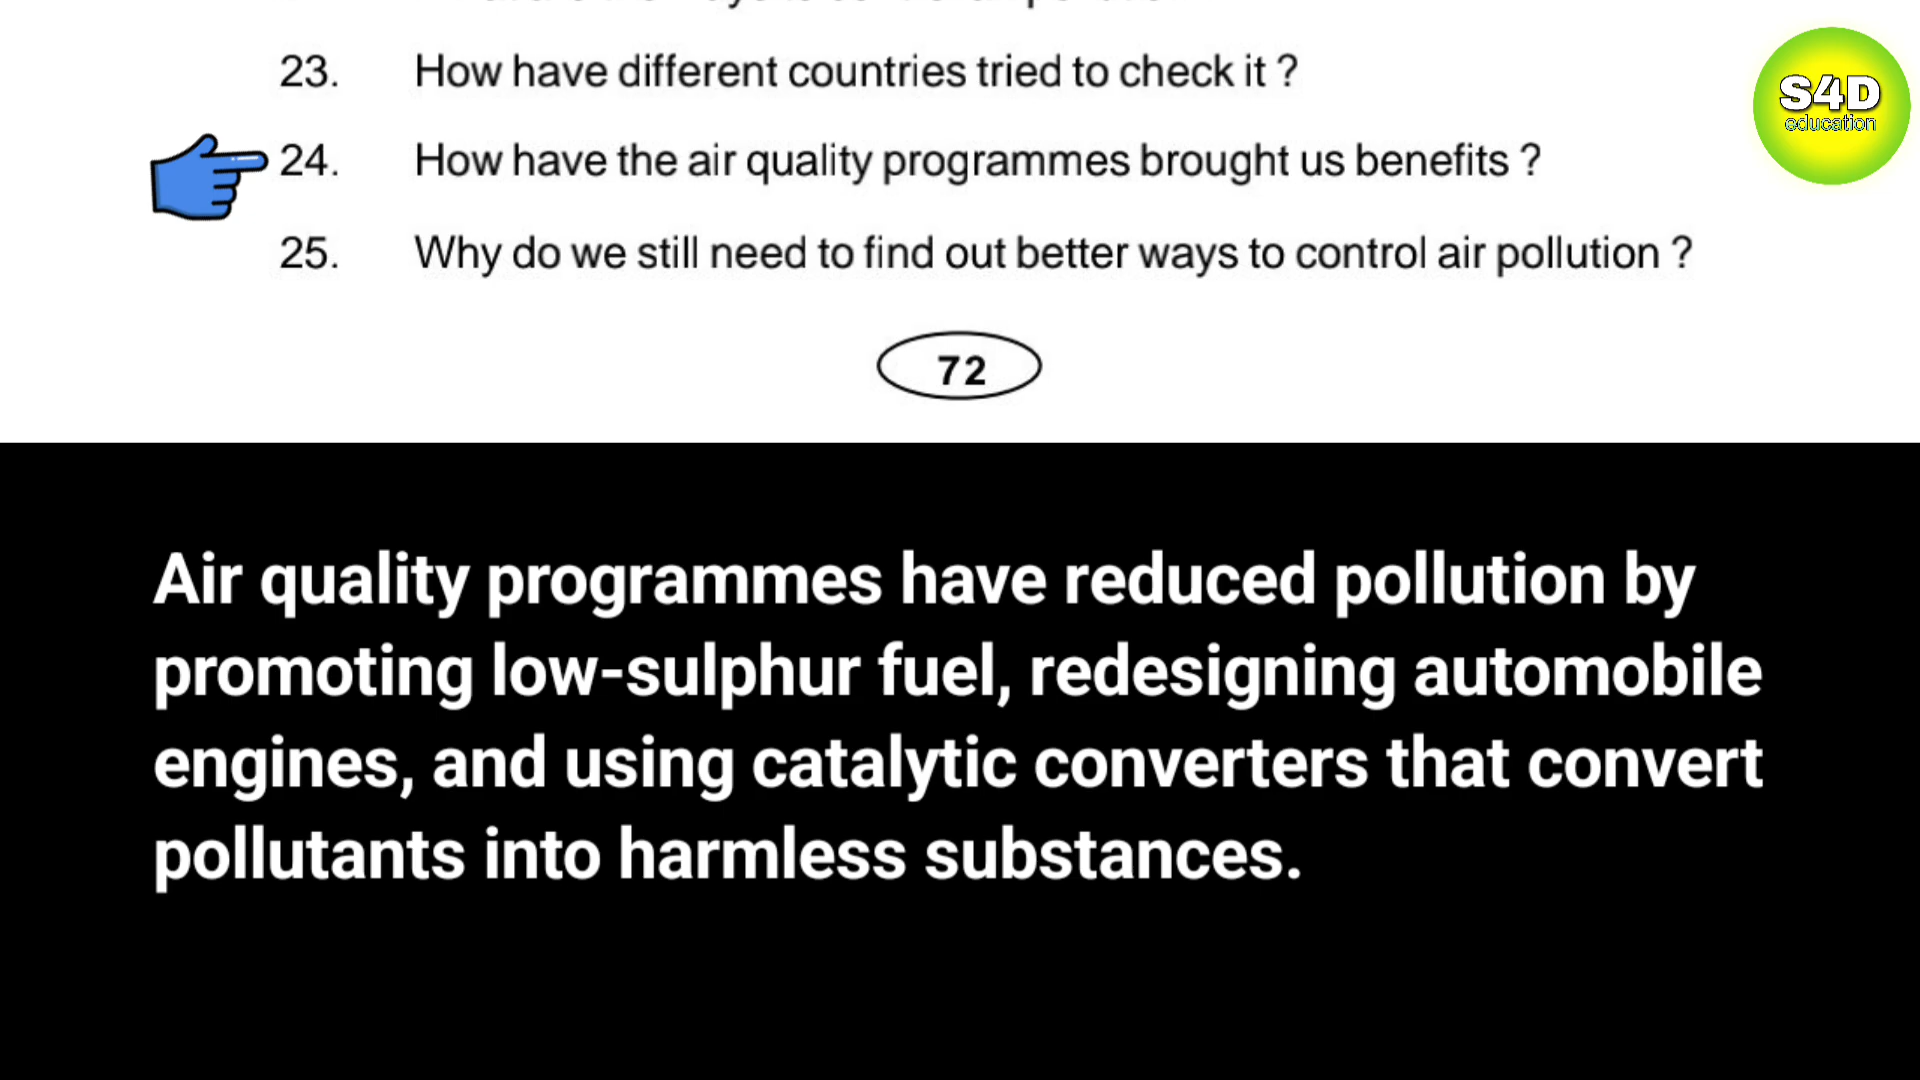 23. How have different countries tried to check it ?
S4D
education
24. How have the air quality programmes brought us benefits ?
25. Why do we still need to find out better ways to control air pollution ?
72
Air quality programmes have reduced pollution by
promoting low-sulphur fuel, redesigning automobile
engines, and using catalytic converters that convert
pollutants into harmless substances.